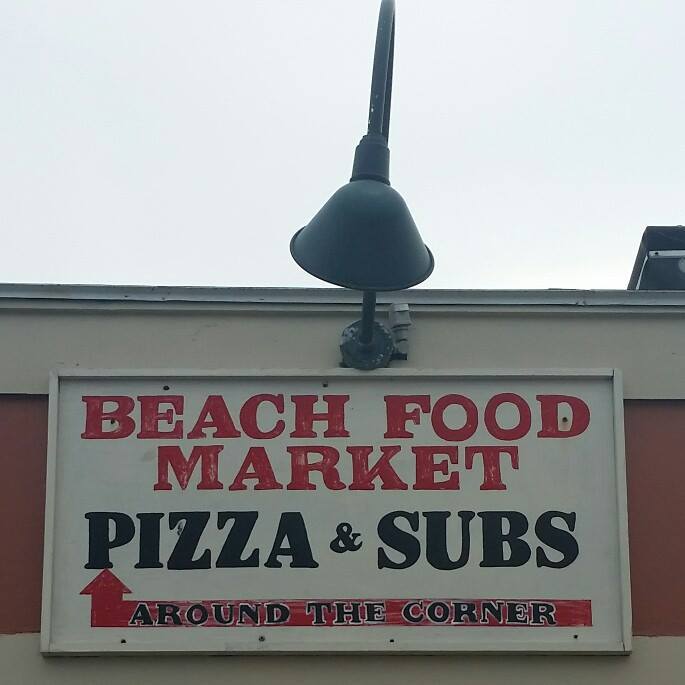 BEACH FOOD
MARKET
PIZZA & SUBS
AROUND THE CORNER